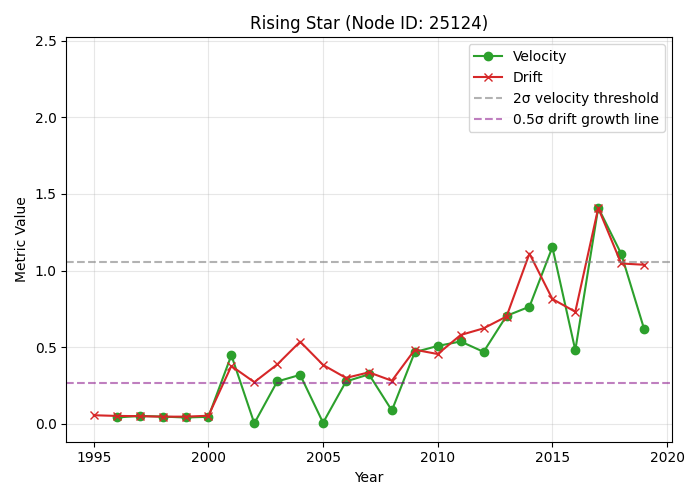 Rising Star (Node ID: 25124)
Velocity
Drift
2σ velocity threshold
0.5σ drift growth line
Metric Value
2.5
2.0
1.5
1.0
0.5
0.0
1995
2000
2005
2010
2015
2020
Year